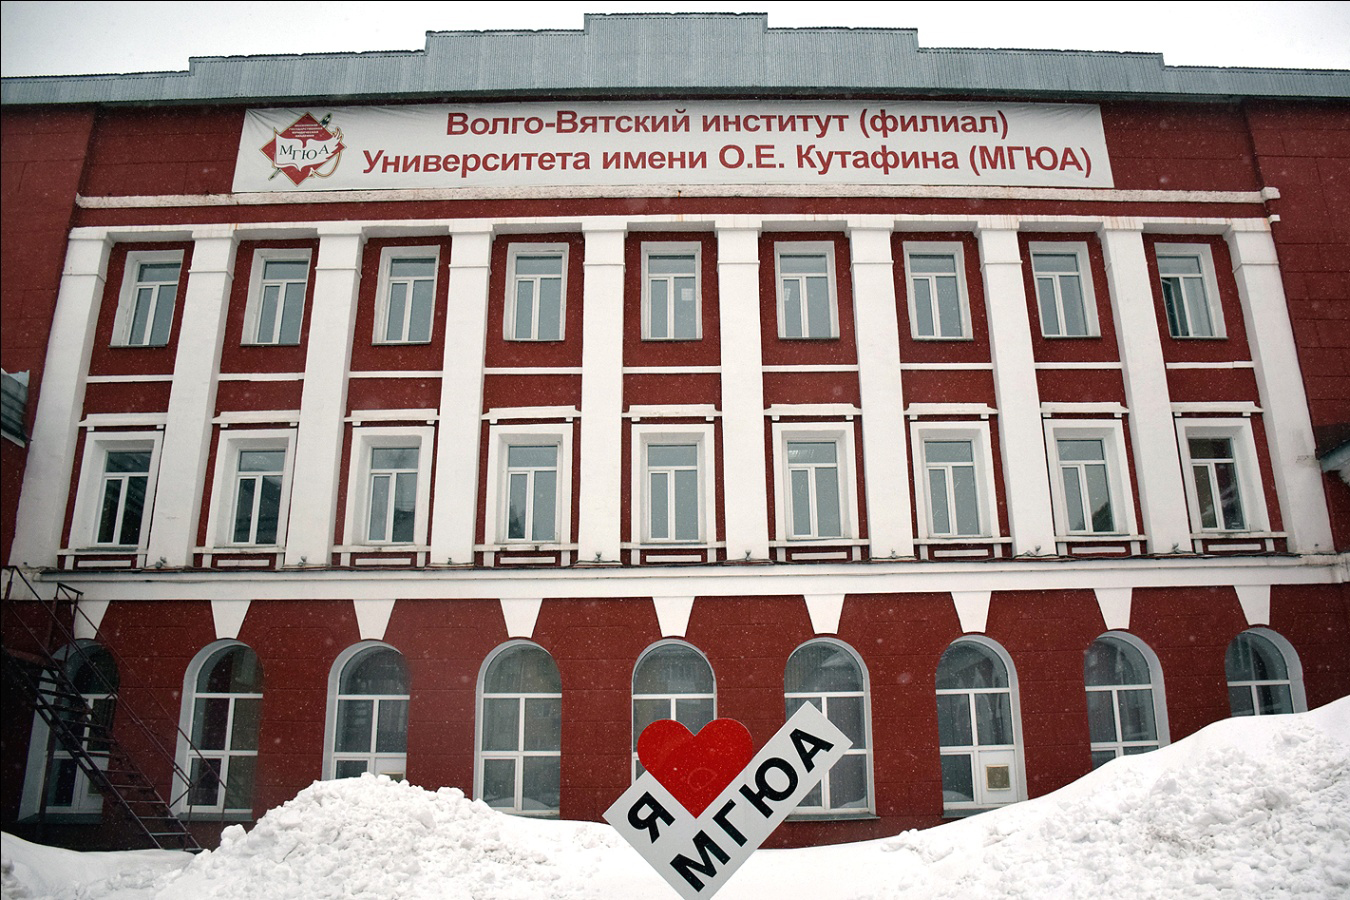 Волго-Вятский институт (филиал)
Университета имени О.Е. Кутафина (МГЮА)
МГЮА
Я
МГЮА